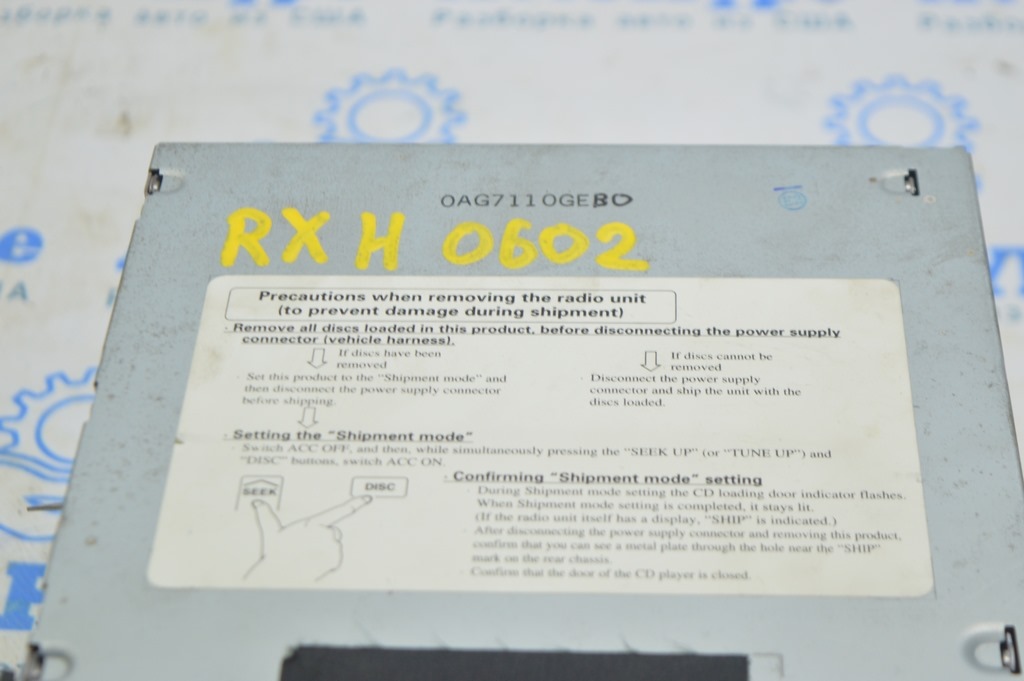 Разборка авто из США
OAG7110GEBO
RX H 0602
Precautions when removing the radio unit
(to prevent damage during shipment)
· Remove all discs loaded in this product, before disconnecting the power supply
connector (vehicle harness).
If discs have been
removed
If discs cannot be
removed
· Set this product to the "Shipment mode" and
then disconnect the power supply connector
before shipping.
· Disconnect the power supply
connector and ship the unit with the
discs loaded.
· Setting the "Shipment mode"
· Switch ACC OFF, and then, while simultaneously pressing the "SEEK UP" (or "TUNE UP") and
"DISC" buttons, switch ACC ON.
SEEK
DISC
· Confirming "Shipment mode" setting
· During Shipment mode setting the CD loading door indicator flashes.
When Shipment mode setting is completed, it stays lit.
(If the radio unit itself has a display, "SHIP" is indicated.)
· After disconnecting the power supply connector and removing this product,
confirm that you can see a metal plate through the hole near the "SHIP"
mark on the rear chassis.
· Confirm that the door of the CD player is closed.